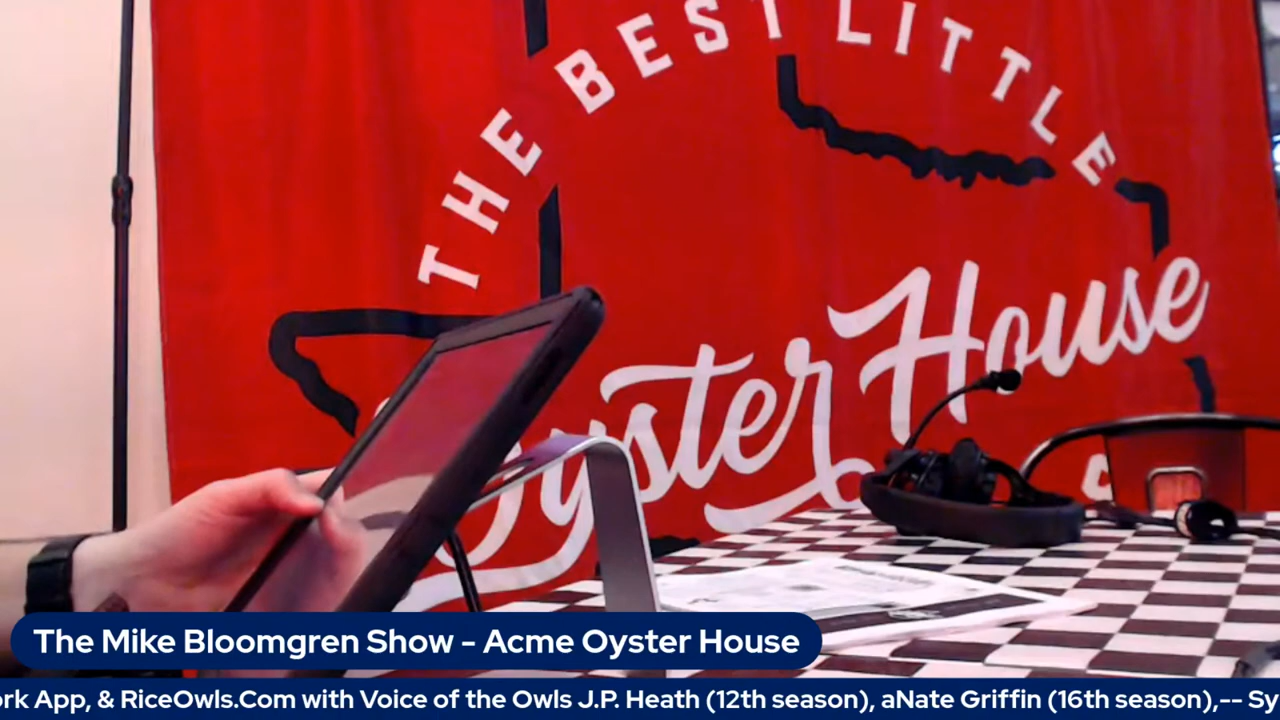 THE BEST LITTLE
Oyster House
The Mike Bloomgren Show - Acme Oyster House
ork App, & RiceOwls.Com with Voice of the Owls J.P. Heath (12th season), aNate Griffin (16th season),-- Sy